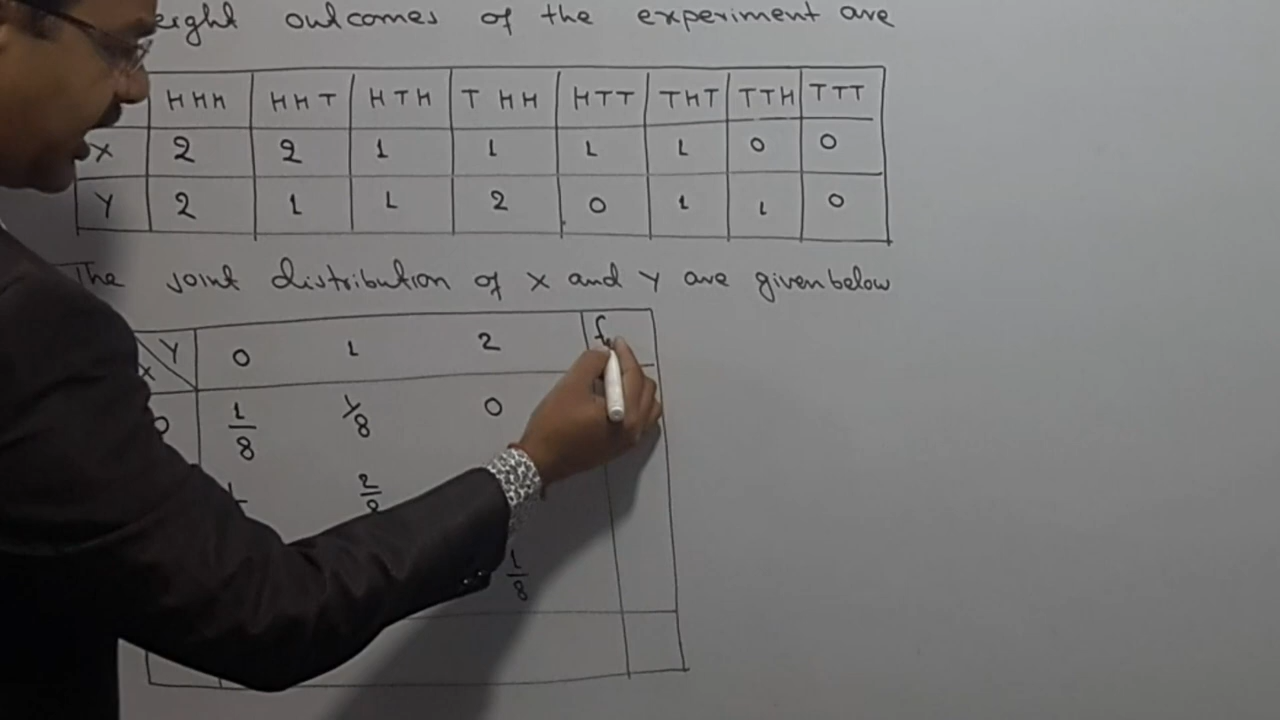 eight outcomes of the experiment are
HHH HHT HTH THH HTT THT TTH TTT
X 2 2 1 1 1 1 0 0
Y 2 1 1 2 0 1 1 0
The joint distribution of X and Y are given below
Y 0 1 2
X
0 1/8 1/8 0
1/8